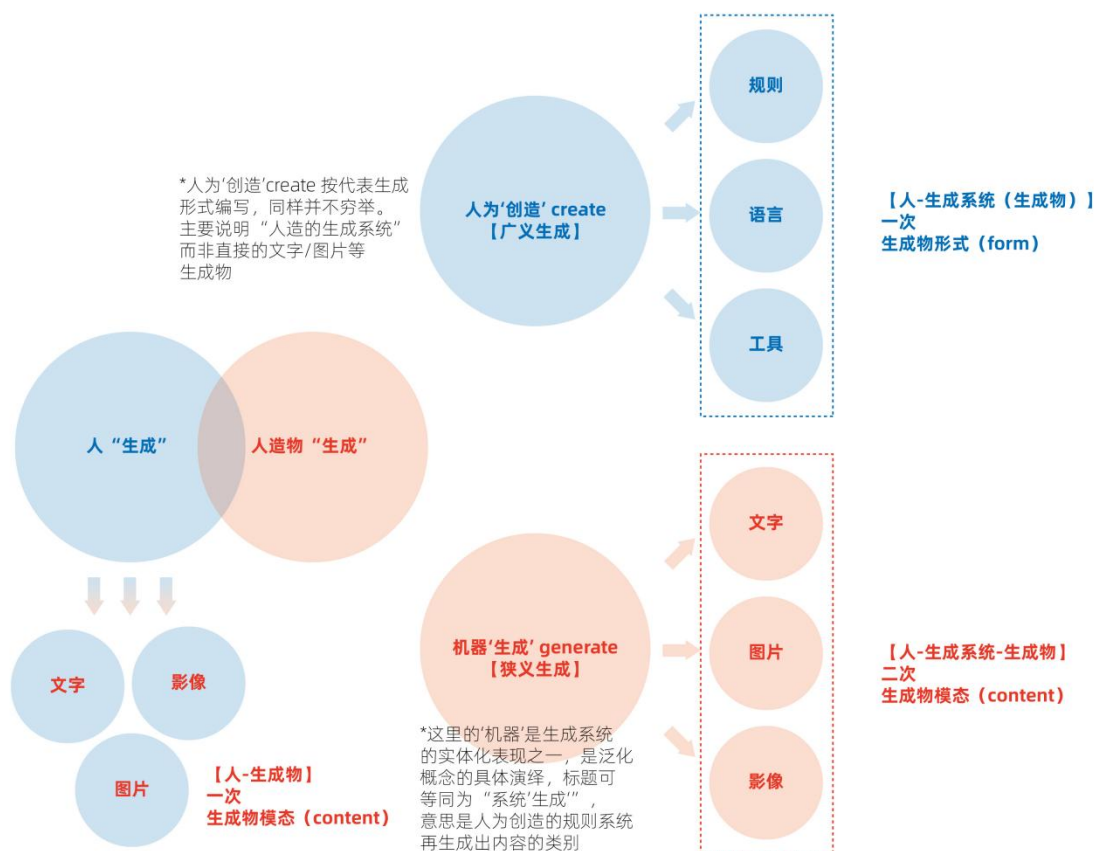 规则
*人为‘创造’create 按代表生成
形式编写，同样并不穷举。
主要说明“人造的生成系统”
而非直接的文字/图片等
生成物
人为‘创造’ create
【广义生成】
语言
【人-生成系统（生成物）】
一次
生成物形式（form）
工具
人“生成”
人造物“生成”
文字
影像
图片
【人-生成物】
一次
生成物模态（content）
文字
机器‘生成’ generate
【狭义生成】
图片
【人-生成系统-生成物】
二次
生成物模态（content）
*这里的‘机器’是生成系统
的实体化表现之一，是泛化
概念的具体演绎，标题可
等同为“系统‘生成’”，
意思是人为创造的规则系统
再生成出内容的类别
影像